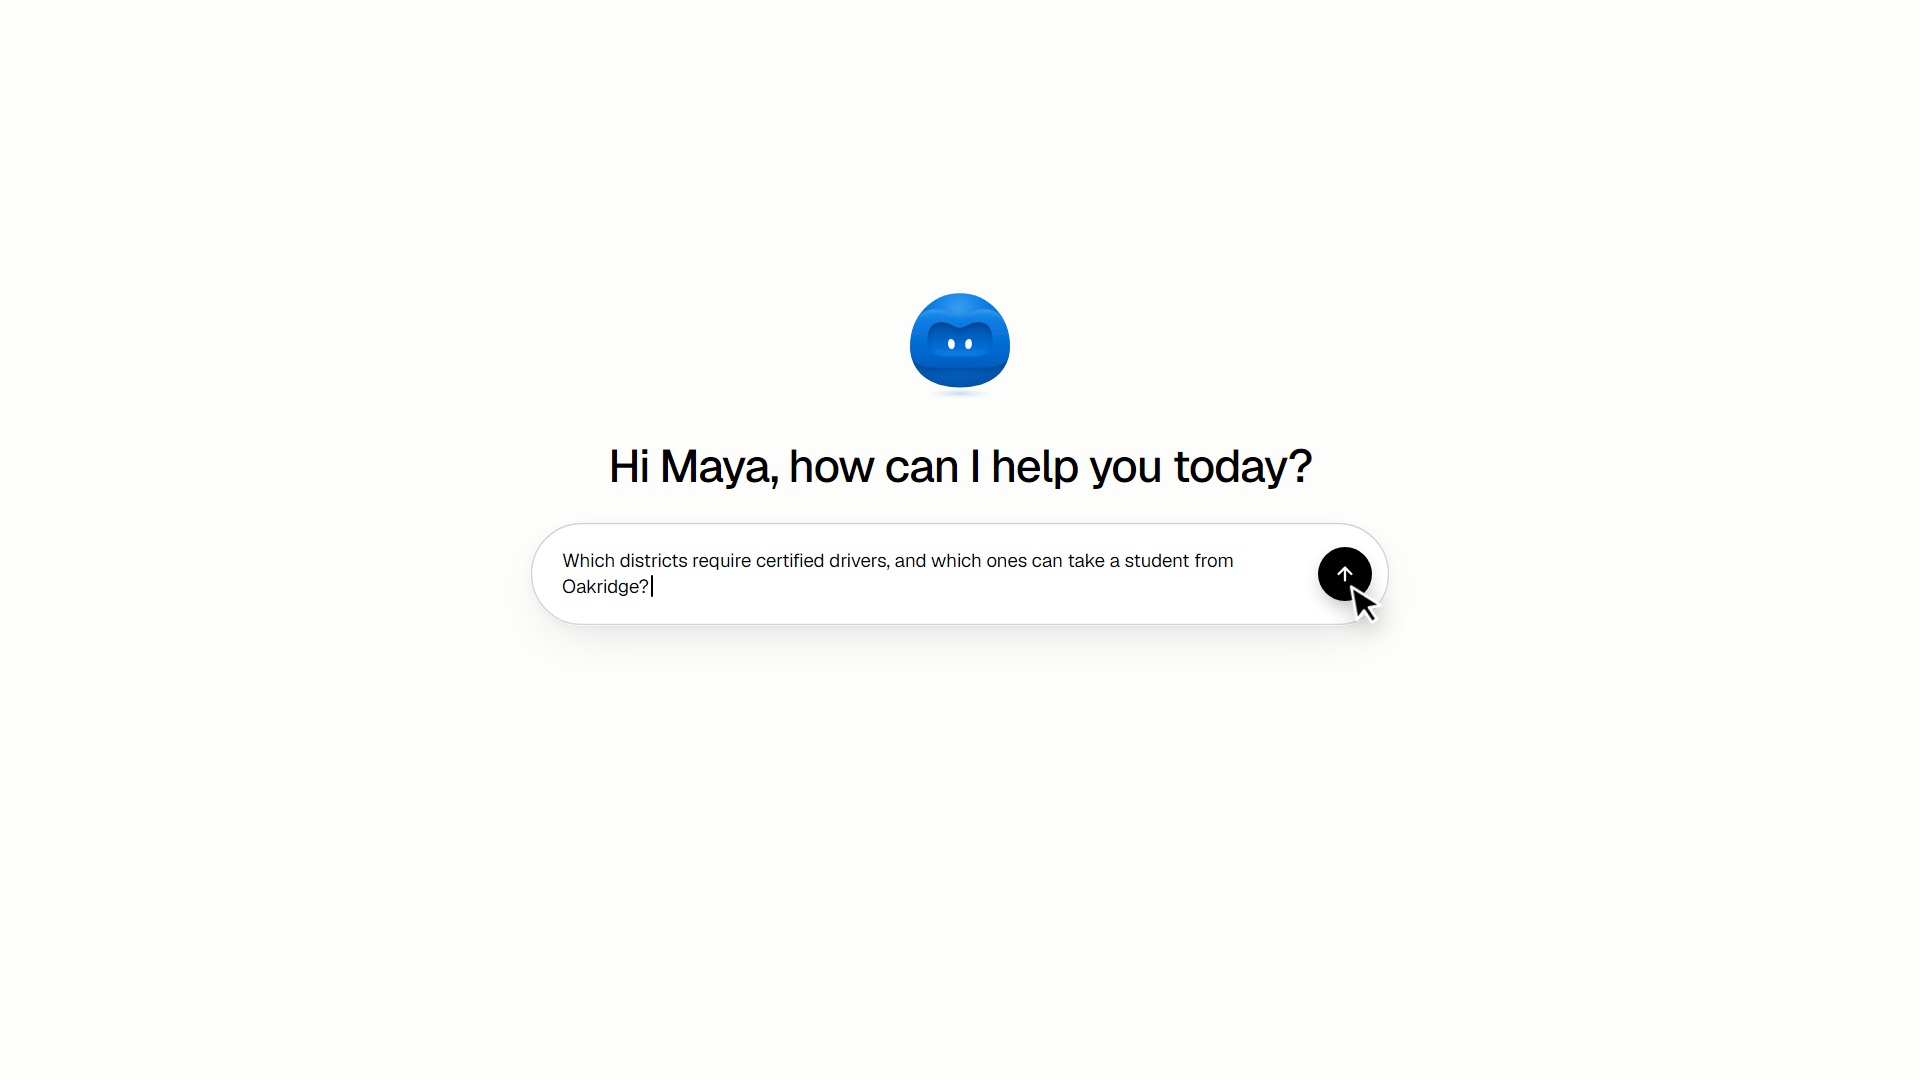 Hi Maya, how can I help you today?
Which districts require certified drivers, and which ones can take a student from
Oakridge?